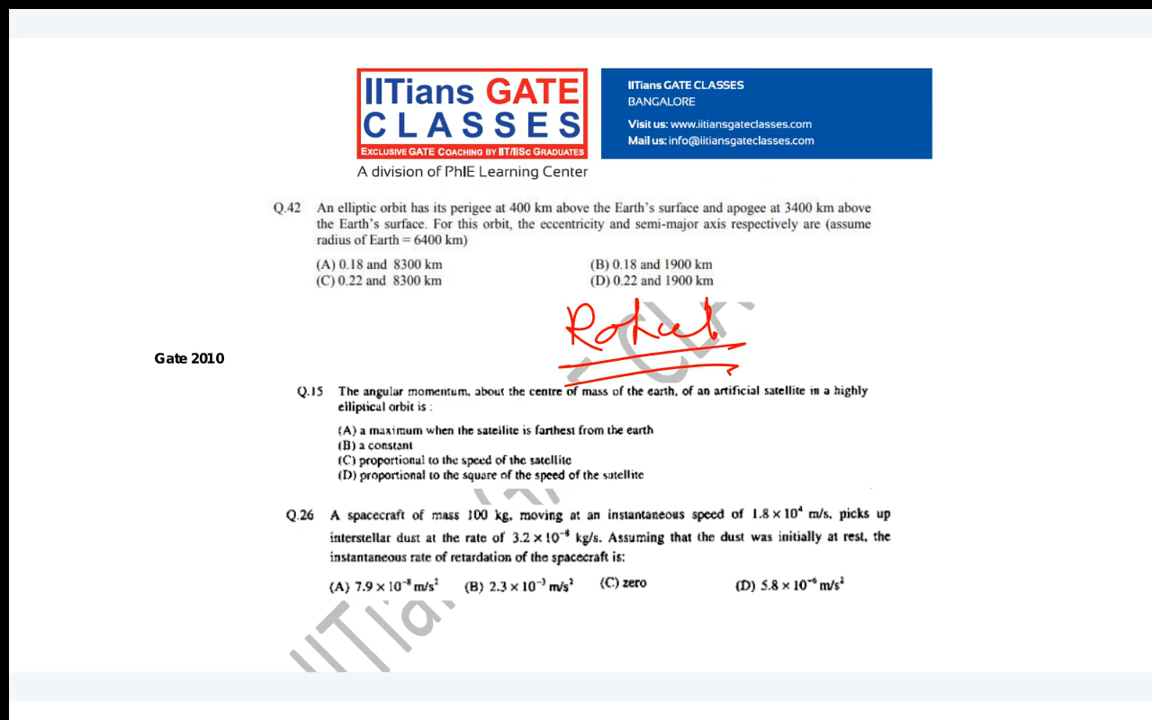 IITians GATE
CLASSES
EXCLUSIVE GATE COACHING BY IIT/IISc GRADUATES
A division of PhIE Learning Center
IITians GATE CLASSES
BANGALORE
Visit us: www.iitiansgateclasses.com
Mail us: info@iitiansgateclasses.com
Q.42 An elliptic orbit has its perigee at 400 km above the Earth's surface and apogee at 3400 km above
the Earth's surface. For this orbit, the eccentricity and semi-major axis respectively are (assume
radius of Earth = 6400 km)
(A) 0.18 and 8300 km (B) 0.18 and 1900 km
(C) 0.22 and 8300 km (D) 0.22 and 1900 km
Gate 2010
Q.15 The angular momentum, about the centre of mass of the earth, of an artificial satellite in a highly
elliptical orbit is :
(A) a maximum when the satellite is farthest from the earth
(B) a constant
(C) proportional to the speed of the satellite
(D) proportional to the square of the speed of the satellite
Q.26 A spacecraft of mass 100 kg, moving at an instantaneous speed of 1.8 × 10⁴ m/s, picks up
interstellar dust at the rate of 3.2 × 10⁻⁸ kg/s. Assuming that the dust was initially at rest, the
instantaneous rate of retardation of the spacecraft is:
(A) 7.9 × 10⁻⁸ m/s² (B) 2.3 × 10⁻³ m/s² (C) zero (D) 5.8 × 10⁻⁶ m/s²